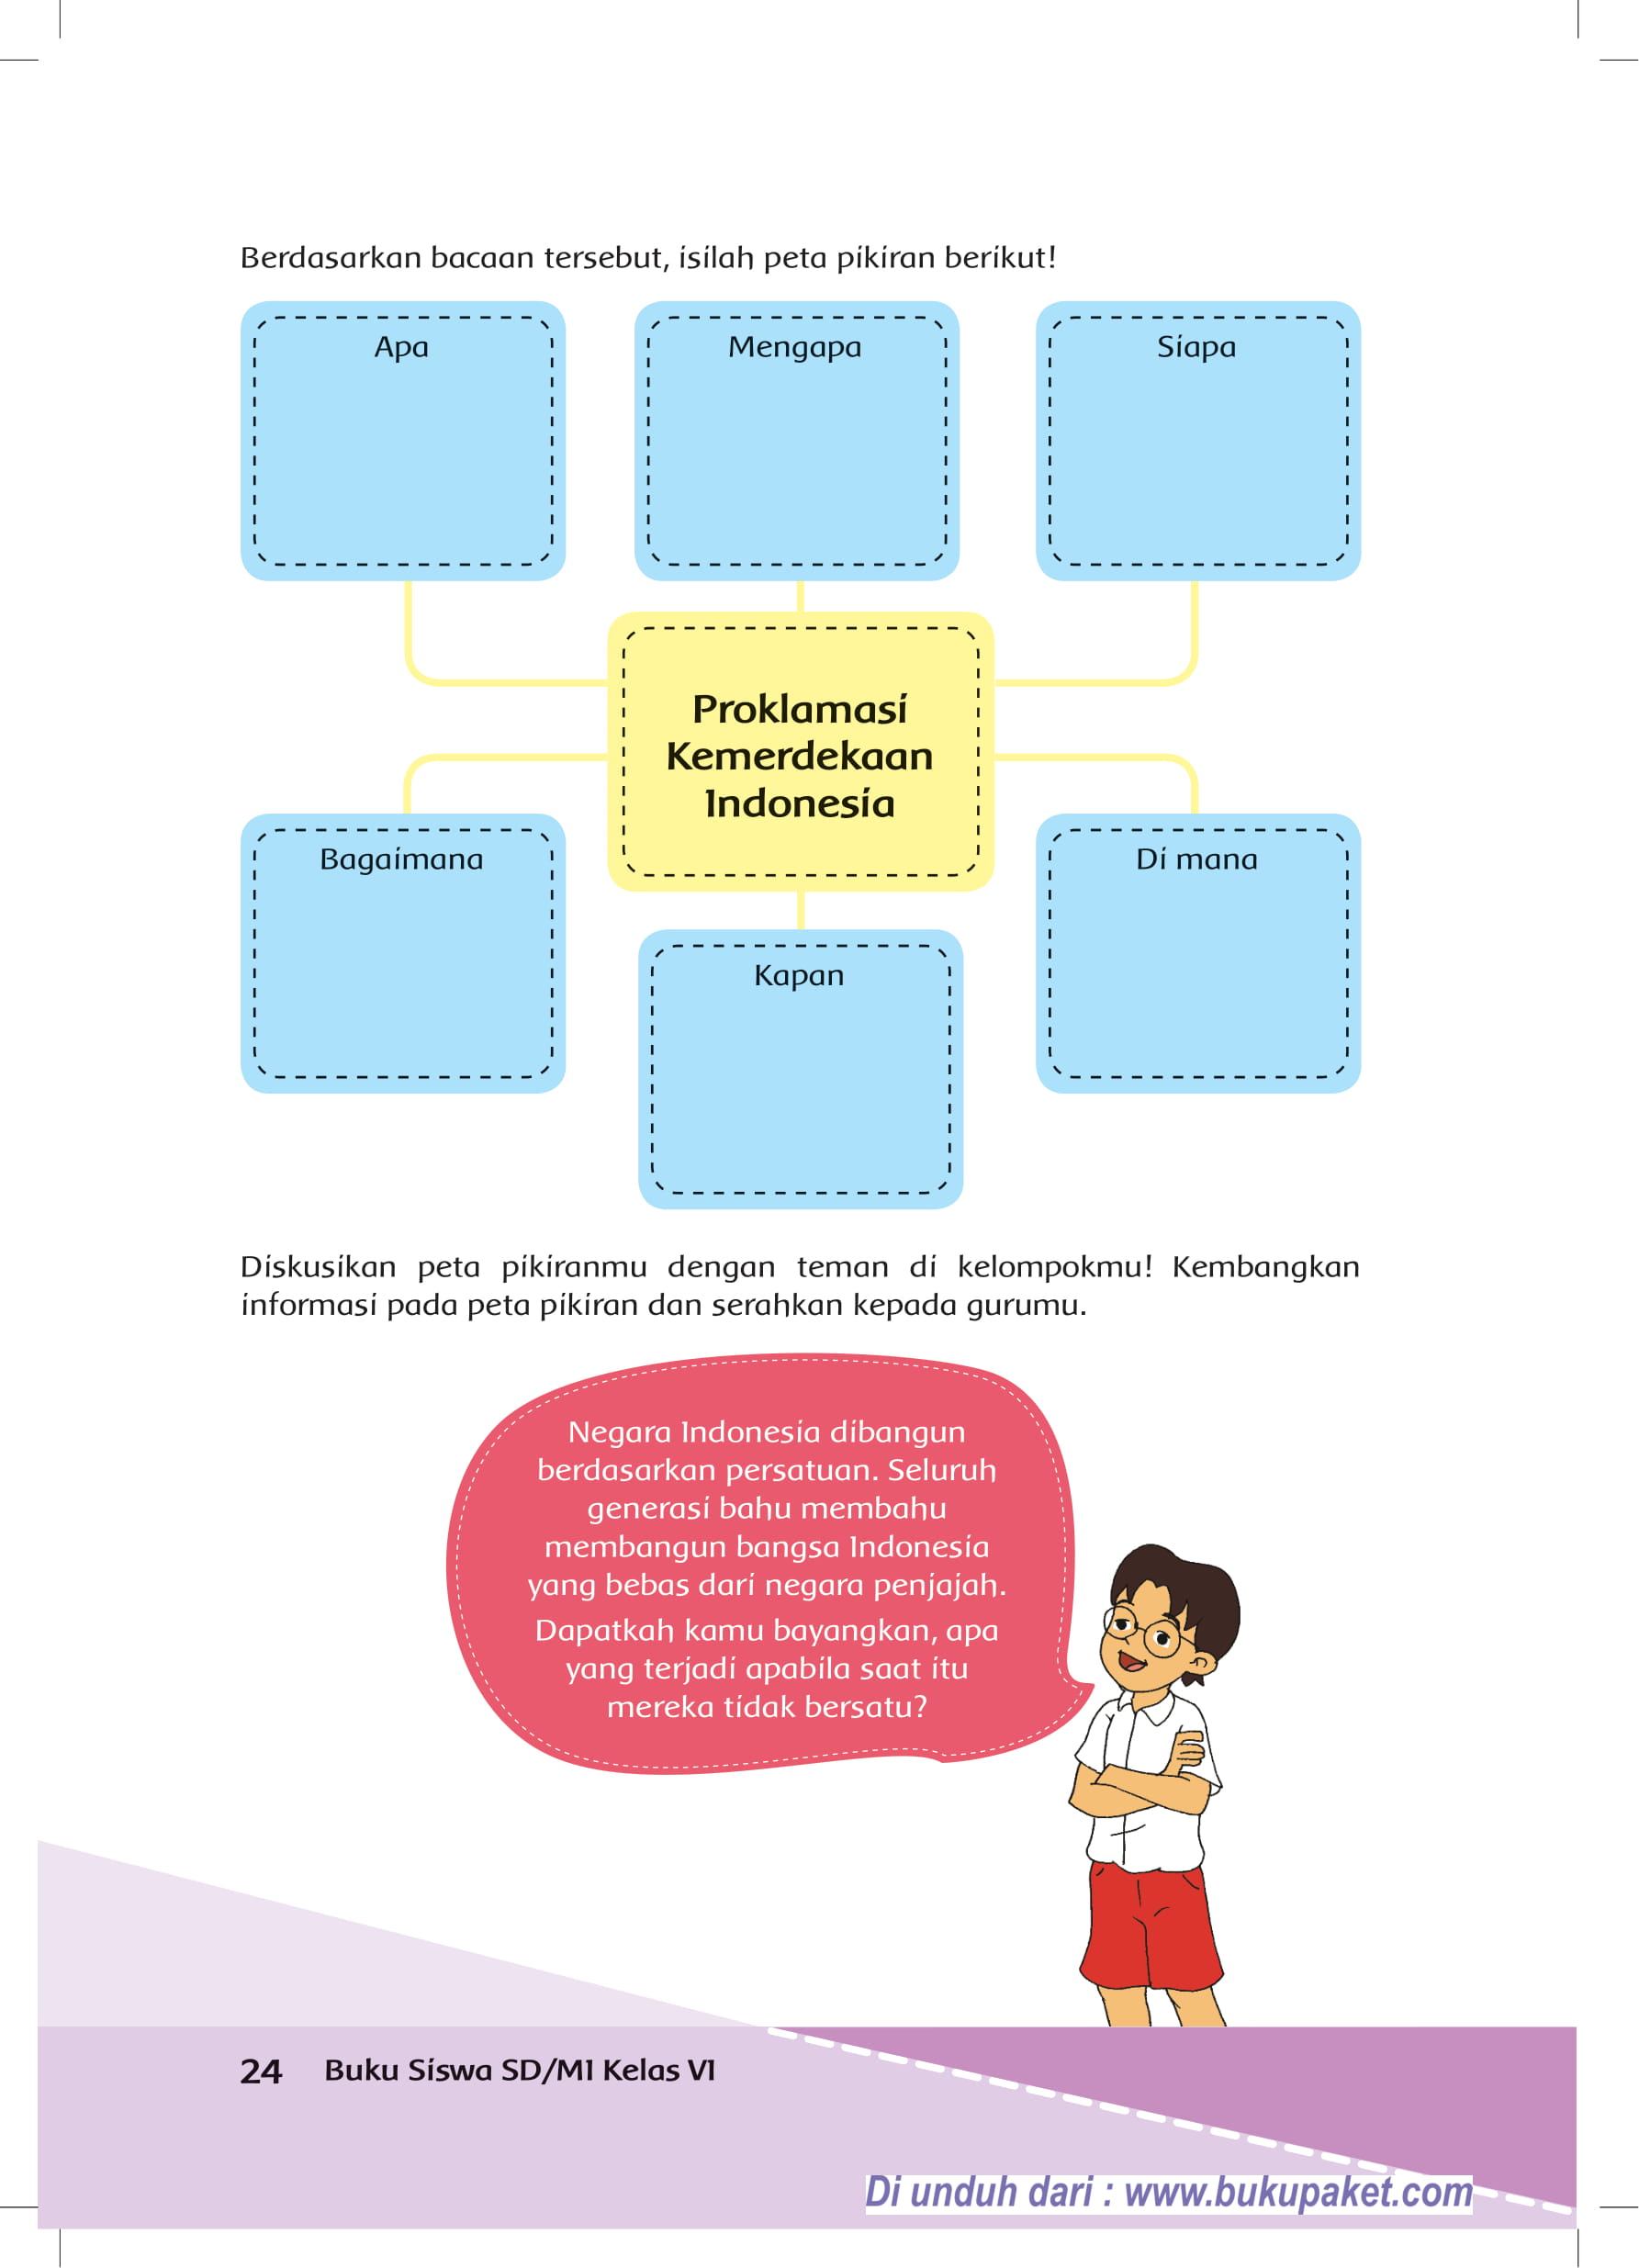 Berdasarkan bacaan tersebut, isilah peta pikiran berikut!
Apa
Mengapa
Siapa
Proklamasi
Kemerdekaan
Indonesia
Bagaimana
Di mana
Kapan
Diskusikan peta pikiranmu dengan teman di kelompokmu! Kembangkan
informasi pada peta pikiran dan serahkan kepada gurumu.
Negara Indonesia dibangun
berdasarkan persatuan. Seluruh
generasi bahu membahu
membangun bangsa Indonesia
yang bebas dari negara penjajah.
Dapatkah kamu bayangkan, apa
yang terjadi apabila saat itu
mereka tidak bersatu?
24 Buku Siswa SD/MI Kelas VI
Di unduh dari : www.bukupaket.com